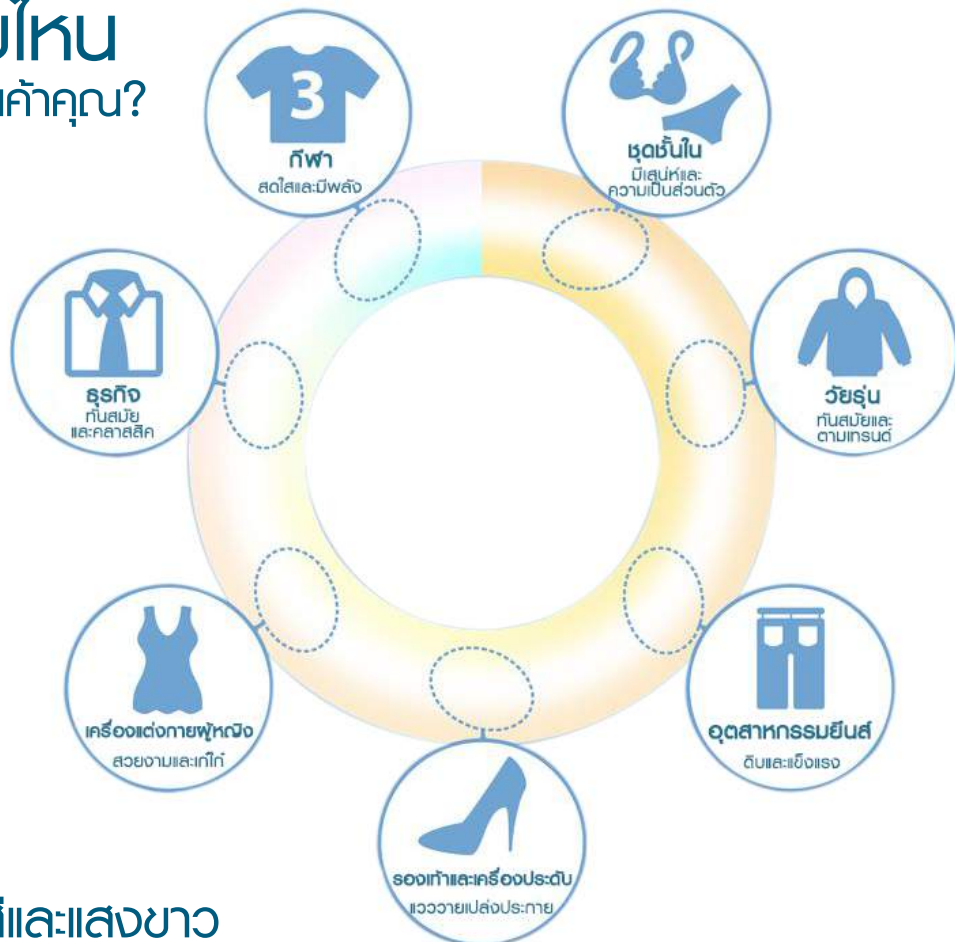 ไหน
ค้าคุณ?
3
กีฬา
สดใสและมีพลัง
ชุดชั้นใน
มีเสน่ห์และ
ความเป็นส่วนตัว
ธุรกิจ
ทันสมัย
และคลาสสิค
วัยรุ่น
ทันสมัยและ
ตามเทรนด์
เครื่องแต่งกายผู้หญิง
สวยงามและเก๋ไก๋
อุตสาหกรรมยีนส์
ดิบและแข็งแรง
รองเท้าและเครื่องประดับ
แวววายเปล่งประกาย
และแสงขาว